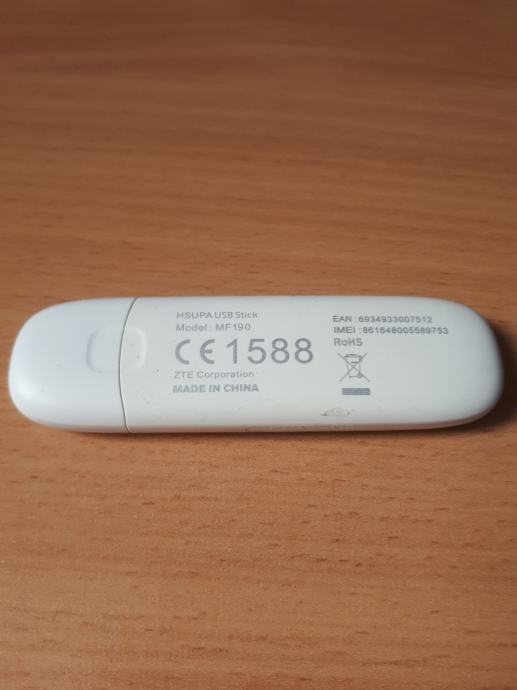 HSUPA USB Stick
Model: MF190
CE1588
ZTE Corporation
MADE IN CHINA
EAN : 6934933007512
IMEI : 861648005589753
RoHS